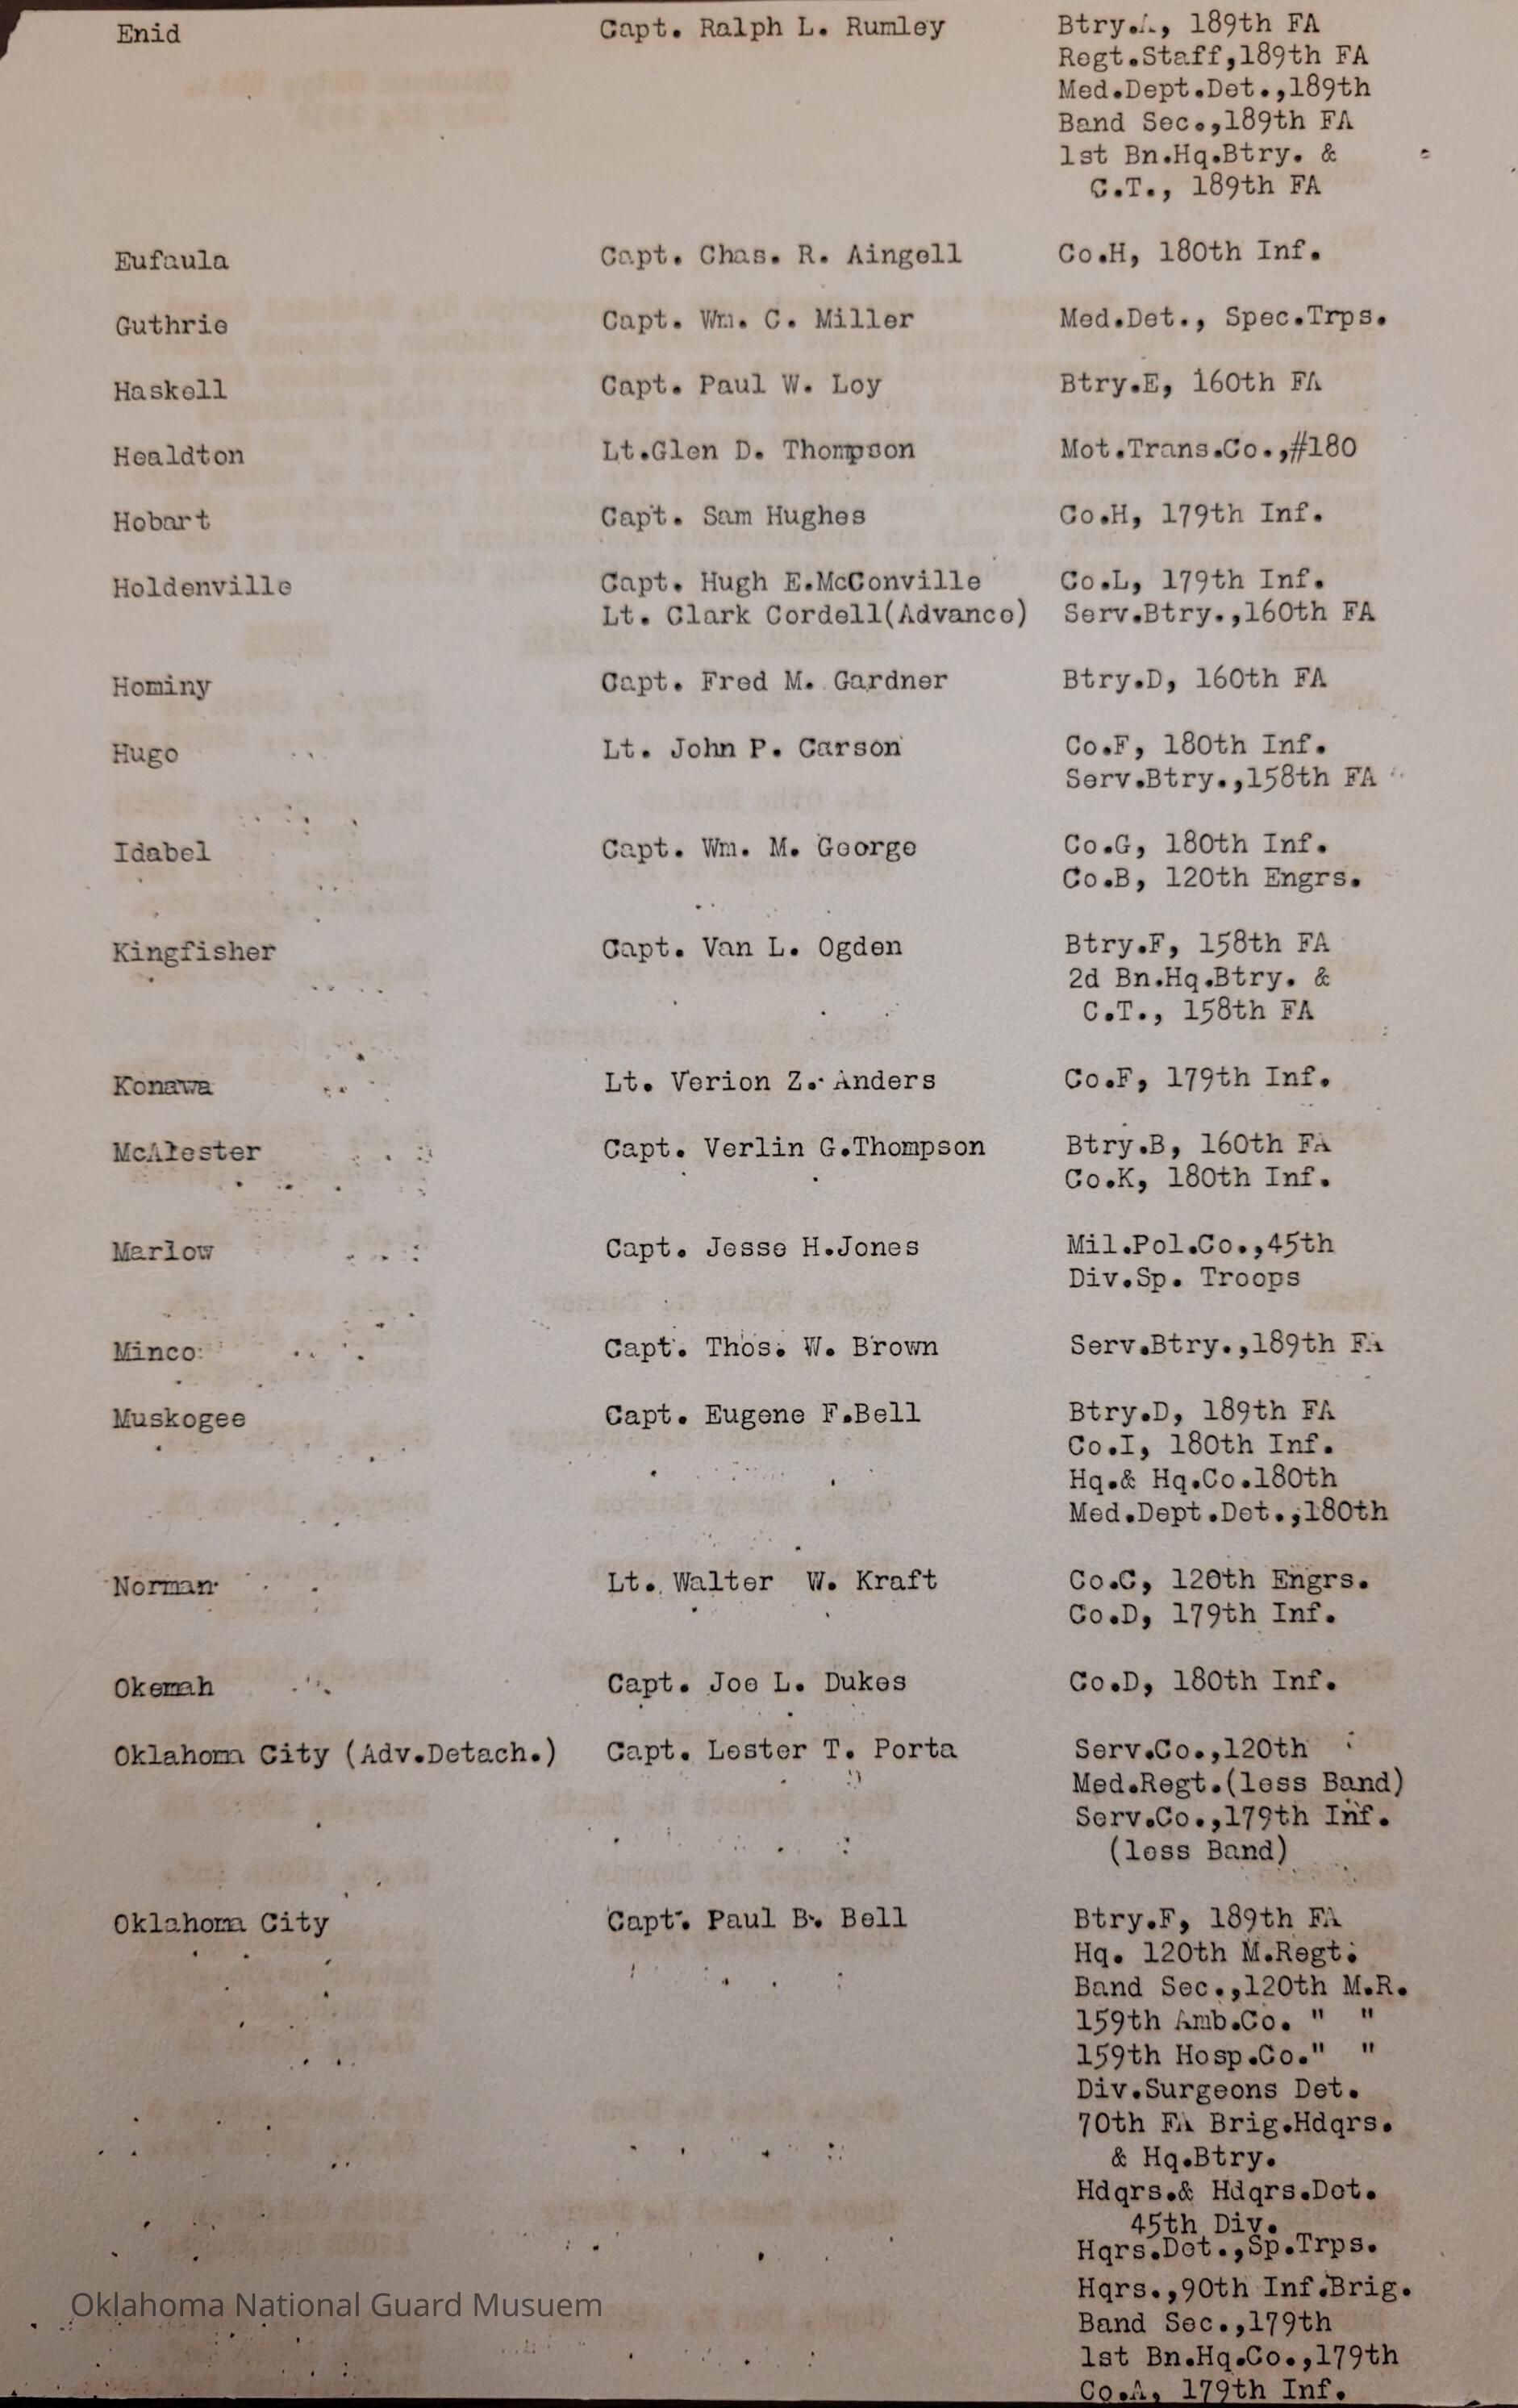 Enid Capt. Ralph L. Rumley Btry.A, 189th FA
Regt.Staff,189th FA
Med.Dept.Det.,189th
Band Sec.,189th FA
1st Bn.Hq.Btry. &
C.T., 189th FA
Eufaula Capt. Chas. R. Aingell Co.H, 180th Inf.
Guthrie Capt. Wm. C. Miller Med.Det., Spec.Trps.
Haskell Capt. Paul W. Loy Btry.E, 160th FA
Healdton Lt.Glen D. Thompson Mot.Trans.Co.,#180
Hobart Capt. Sam Hughes Co.H, 179th Inf.
Holdenville Capt. Hugh E.McConville Co.L, 179th Inf.
Lt. Clark Cordell(Advance) Serv.Btry.,160th FA
Hominy Capt. Fred M. Gardner Btry.D, 160th FA
Hugo Lt. John P. Carson Co.F, 180th Inf.
Serv.Btry.,158th FA
Idabel Capt. Wm. M. George Co.G, 180th Inf.
Co.B, 120th Engrs.
Kingfisher Capt. Van L. Ogden Btry.F, 158th FA
2d Bn.Hq.Btry. &
C.T., 158th FA
Konawa Lt. Verion Z. Anders Co.F, 179th Inf.
McAlester Capt. Verlin G.Thompson Btry.B, 160th FA
Co.K, 180th Inf.
Marlow Capt. Jesse H.Jones Mil.Pol.Co.,45th
Div.Sp. Troops
Minco Capt. Thos. W. Brown Serv.Btry.,189th FA
Muskogee Capt. Eugene F.Bell Btry.D, 189th FA
Co.I, 180th Inf.
Hq.& Hq.Co.180th
Med.Dept.Det.,180th
Norman Lt. Walter W. Kraft Co.C, 120th Engrs.
Co.D, 179th Inf.
Okemah Capt. Joe L. Dukes Co.D, 180th Inf.
Oklahoma City (Adv.Detach.) Capt. Lester T. Porta Serv.Co.,120th
Med.Regt.(less Band)
Serv.Co.,179th Inf.
(less Band)
Oklahoma City Capt. Paul B. Bell Btry.F, 189th FA
Hq. 120th M.Regt.
Band Sec.,120th M.R.
159th Amb.Co. " "
159th Hosp.Co." "
Div.Surgeons Det.
70th FA Brig.Hdqrs.
& Hq.Btry.
Hdqrs.& Hdqrs.Det.
45th Div.
Hqrs.Det.,Sp.Trps.
Hqrs.,90th Inf.Brig.
Band Sec.,179th
1st Bn.Hq.Co.,179th
Co.A, 179th Inf.
Oklahoma National Guard Musuem